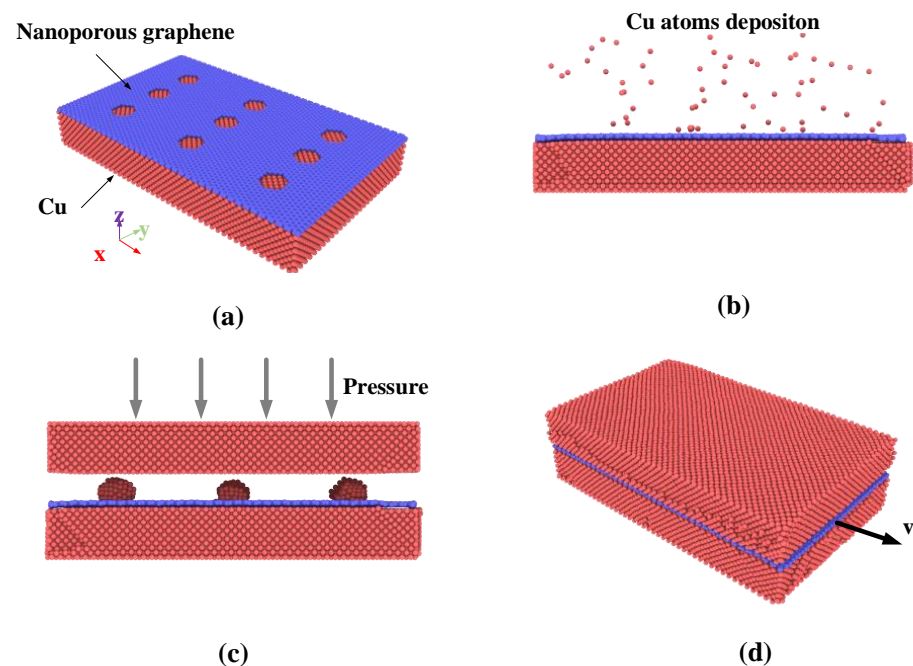 Nanoporous graphene
Cu
z
y
x
(a)
Cu atoms depositon
(b)
Pressure
(c)
v
(d)